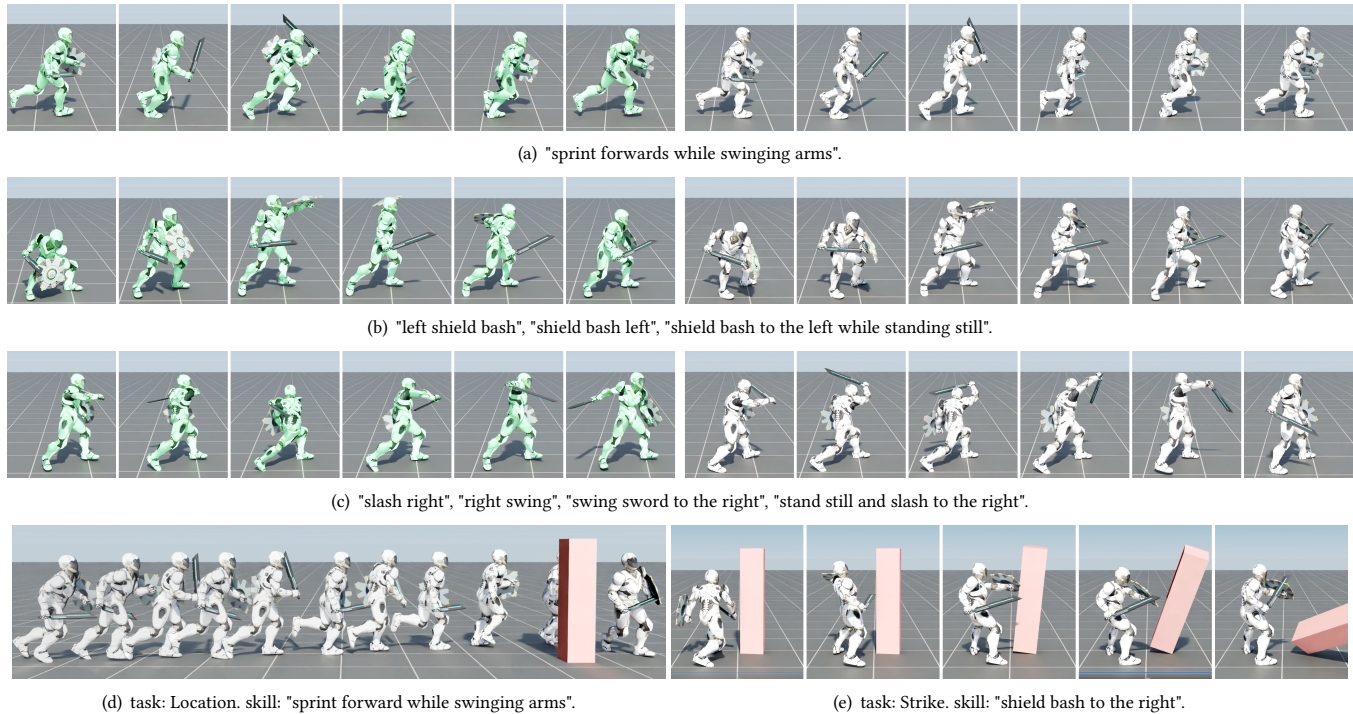 (a) "sprint forwards while swinging arms".
(b) "left shield bash", "shield bash left", "shield bash to the left while standing still".
(c) "slash right", "right swing", "swing sword to the right", "stand still and slash to the right".
(d) task: Location. skill: "sprint forward while swinging arms".
(e) task: Strike. skill: "shield bash to the right".